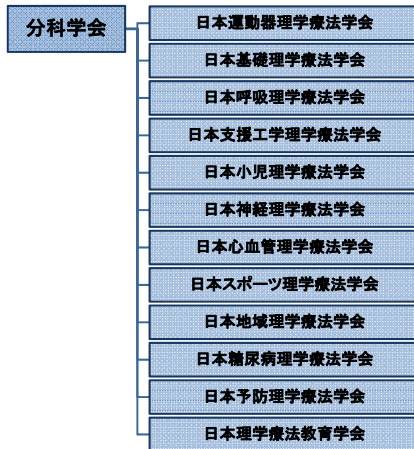 分科学会
日本運動器理学療法学会
日本基礎理学療法学会
日本呼吸理学療法学会
日本支援工学理学療法学会
日本小児理学療法学会
日本神経理学療法学会
日本心血管理学療法学会
日本スポーツ理学療法学会
日本地域理学療法学会
日本糖尿病理学療法学会
日本予防理学療法学会
日本理学療法教育学会